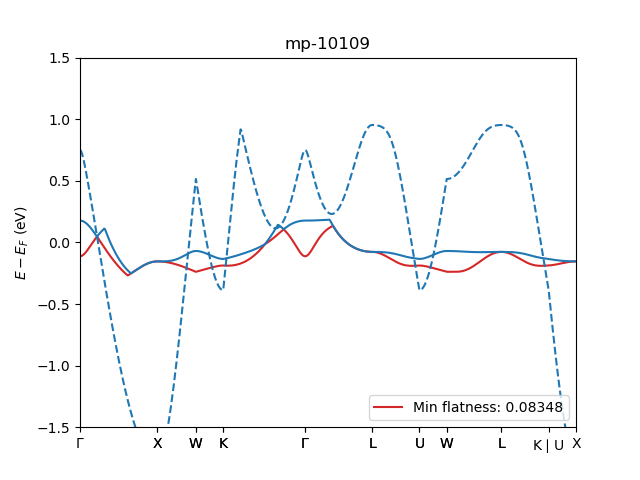 mp-10109
E − E_F (eV)
1.5
1.0
0.5
0.0
−0.5
−1.0
−1.5
Min flatness: 0.08348
Γ X W K Γ L U W L K | U X